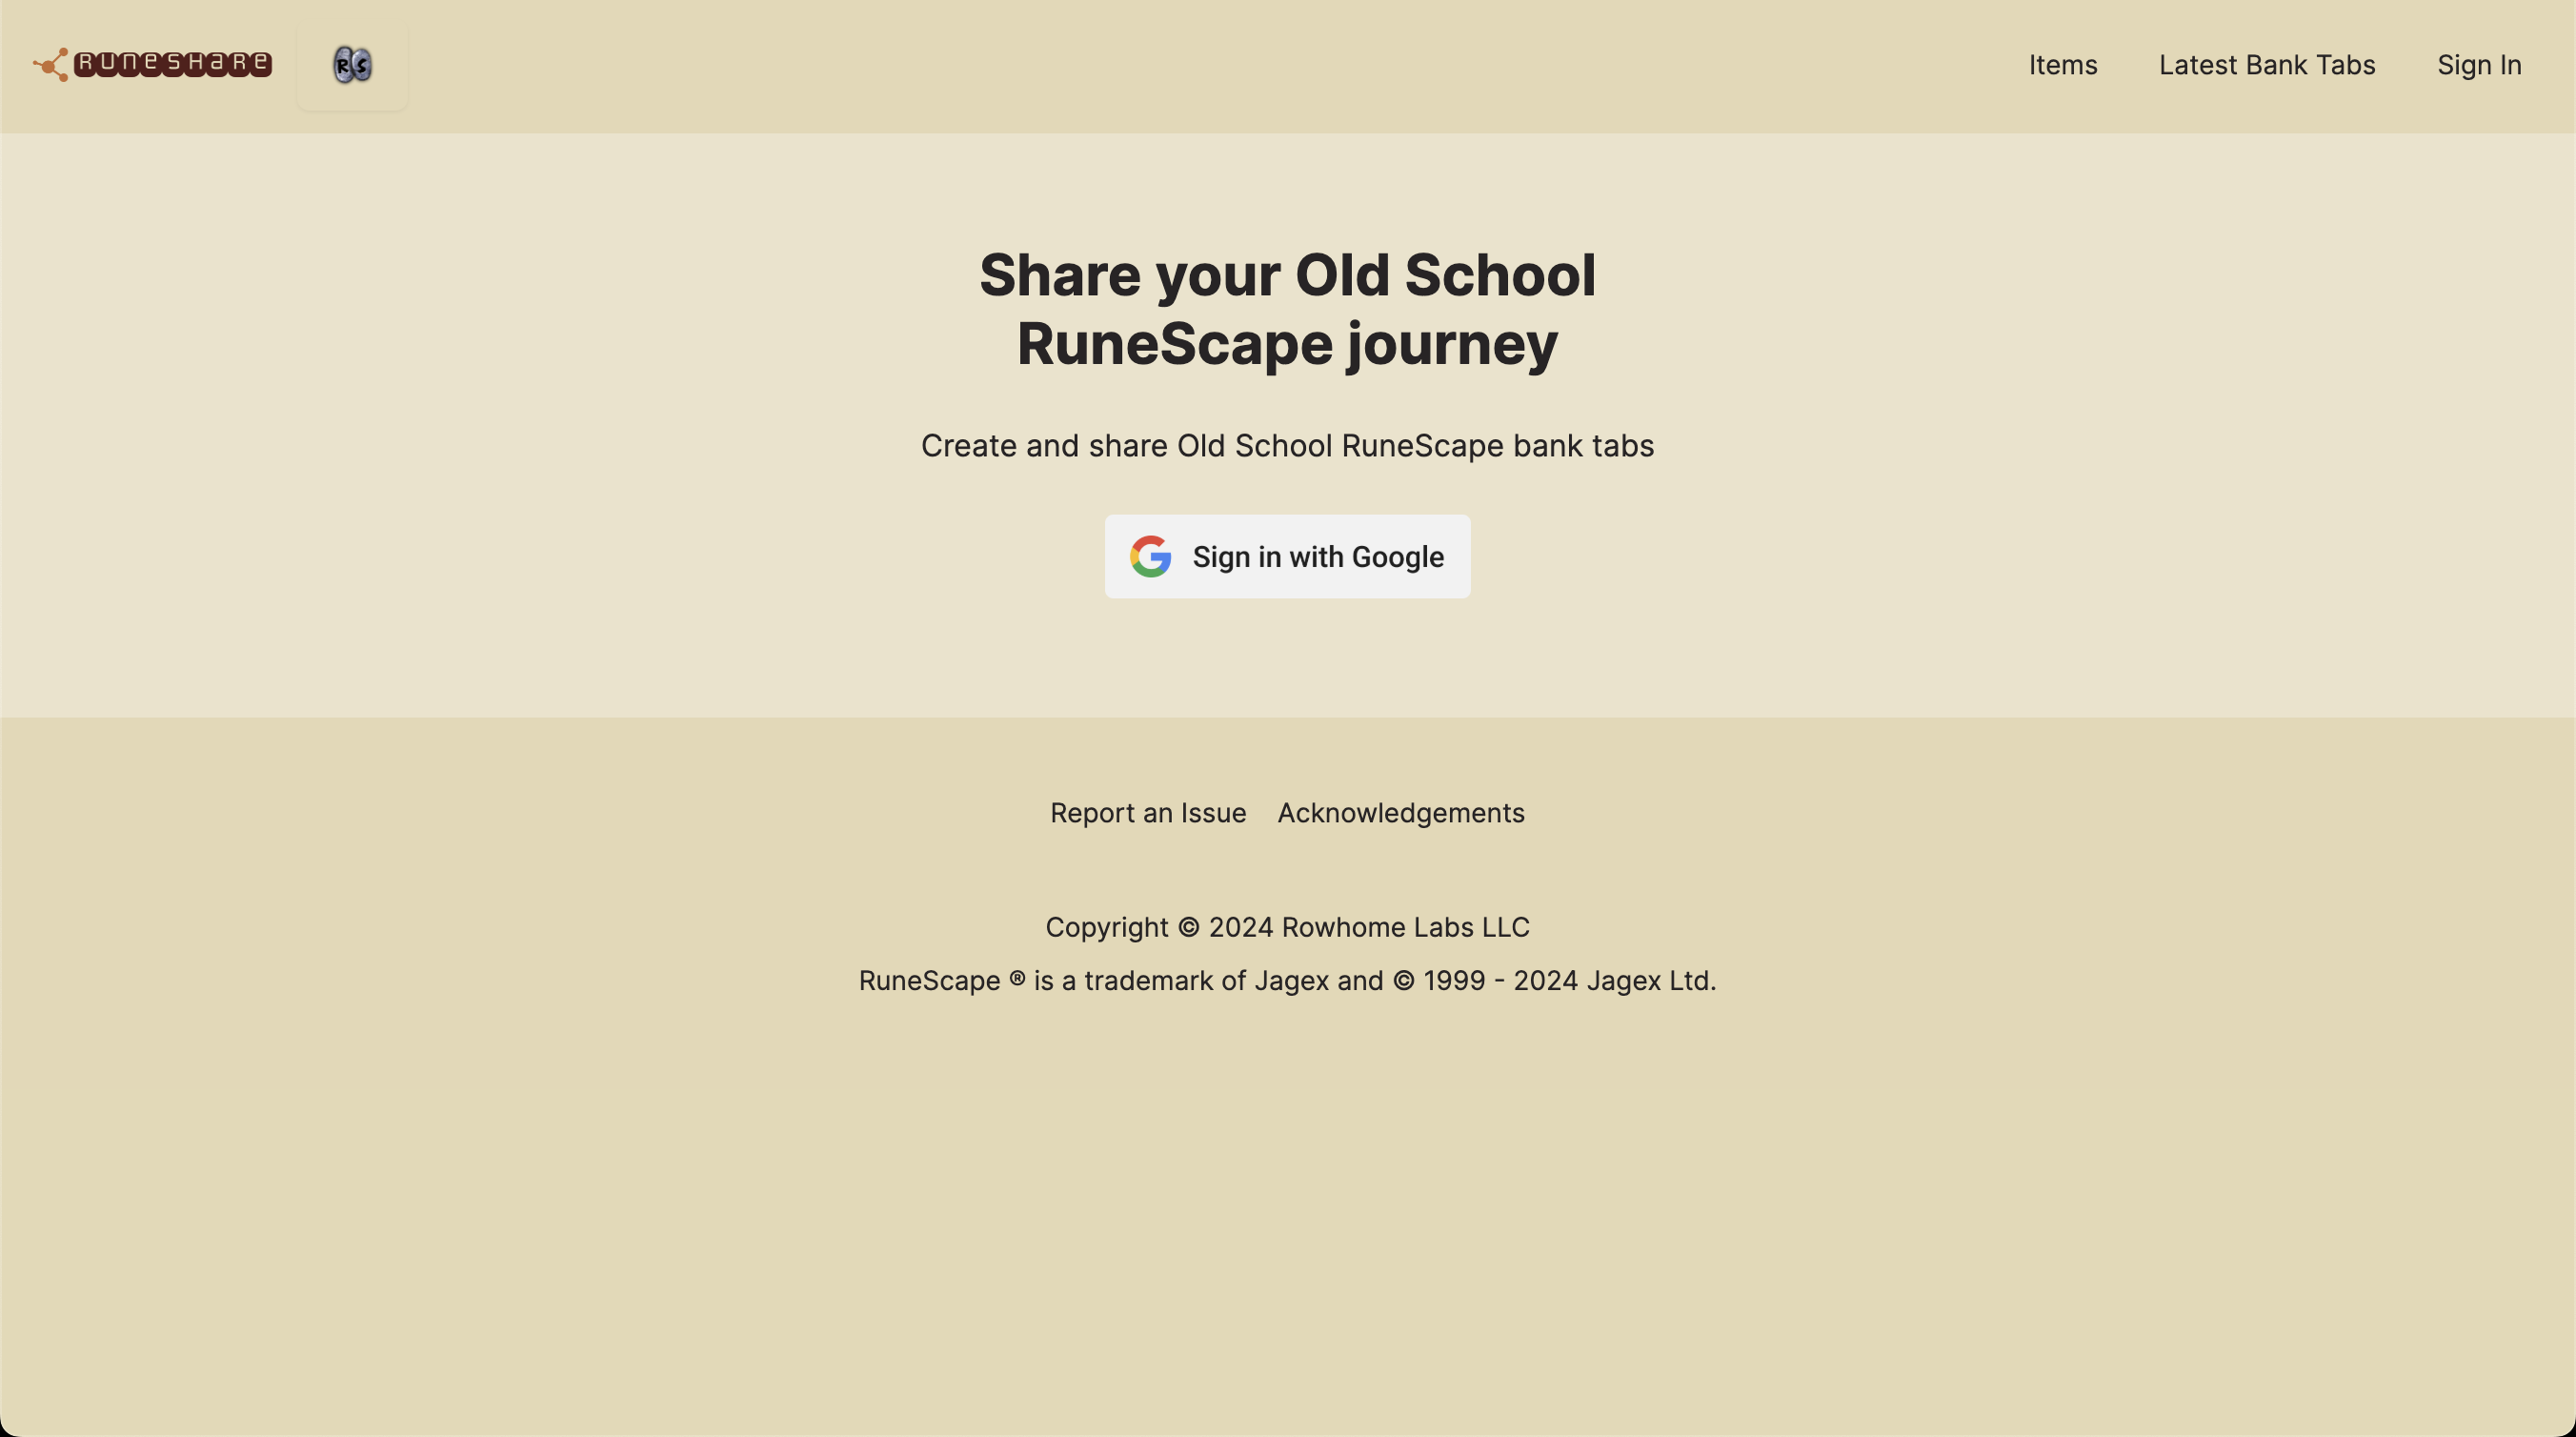 RUNESHARE
RS
Items
Latest Bank Tabs
Sign In
Share your Old School
RuneScape journey
Create and share Old School RuneScape bank tabs
Sign in with Google
Report an Issue
Acknowledgements
Copyright © 2024 Rowhome Labs LLC
RuneScape ® is a trademark of Jagex and © 1999 - 2024 Jagex Ltd.